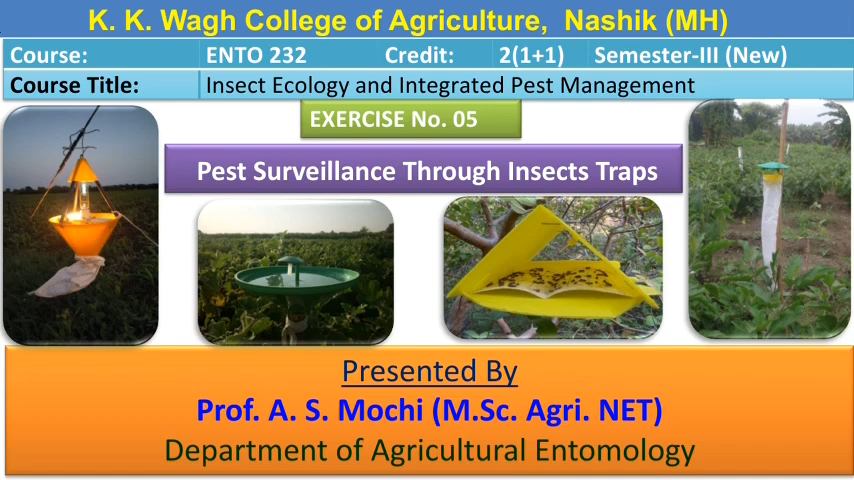 K. K. Wagh College of Agriculture, Nashik (MH)
Course: ENTO 232 Credit: 2(1+1) Semester-III (New)
Course Title: Insect Ecology and Integrated Pest Management
EXERCISE No. 05
Pest Surveillance Through Insects Traps
Presented By
Prof. A. S. Mochi (M.Sc. Agri. NET)
Department of Agricultural Entomology